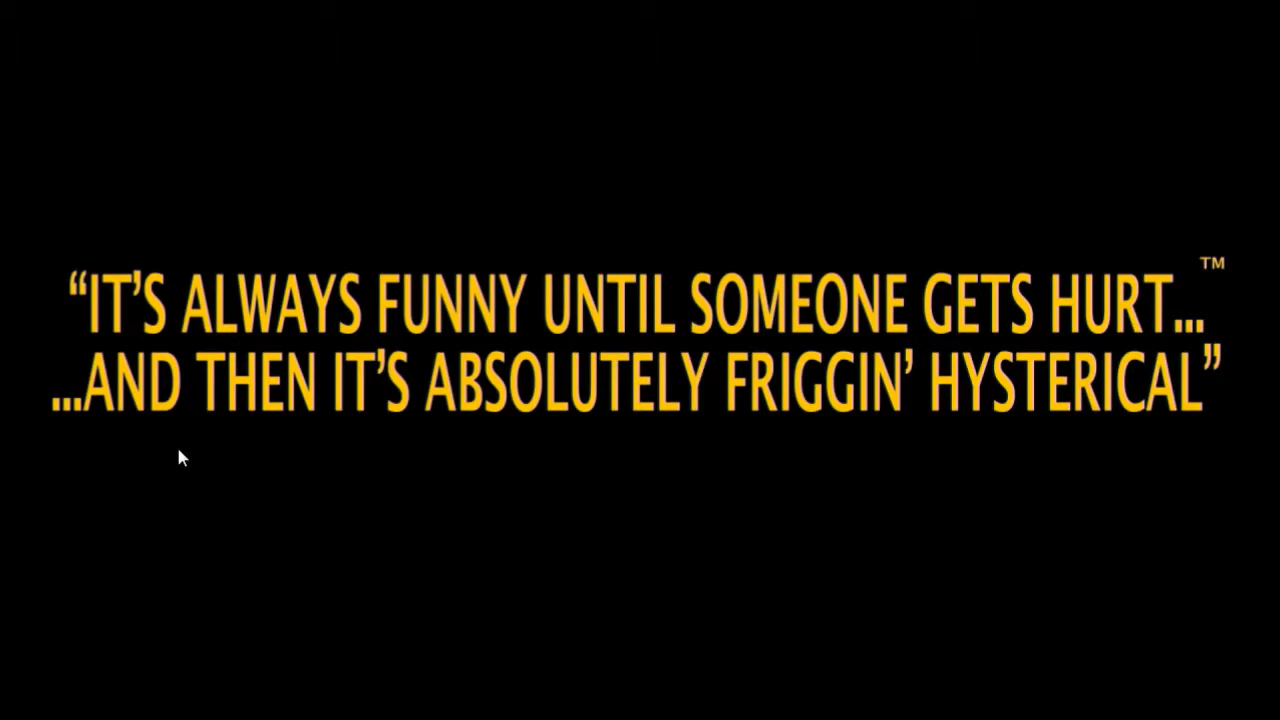 “IT’S ALWAYS FUNNY UNTIL SOMEONE GETS HURT...™
...AND THEN IT’S ABSOLUTELY FRIGGIN’ HYSTERICAL”